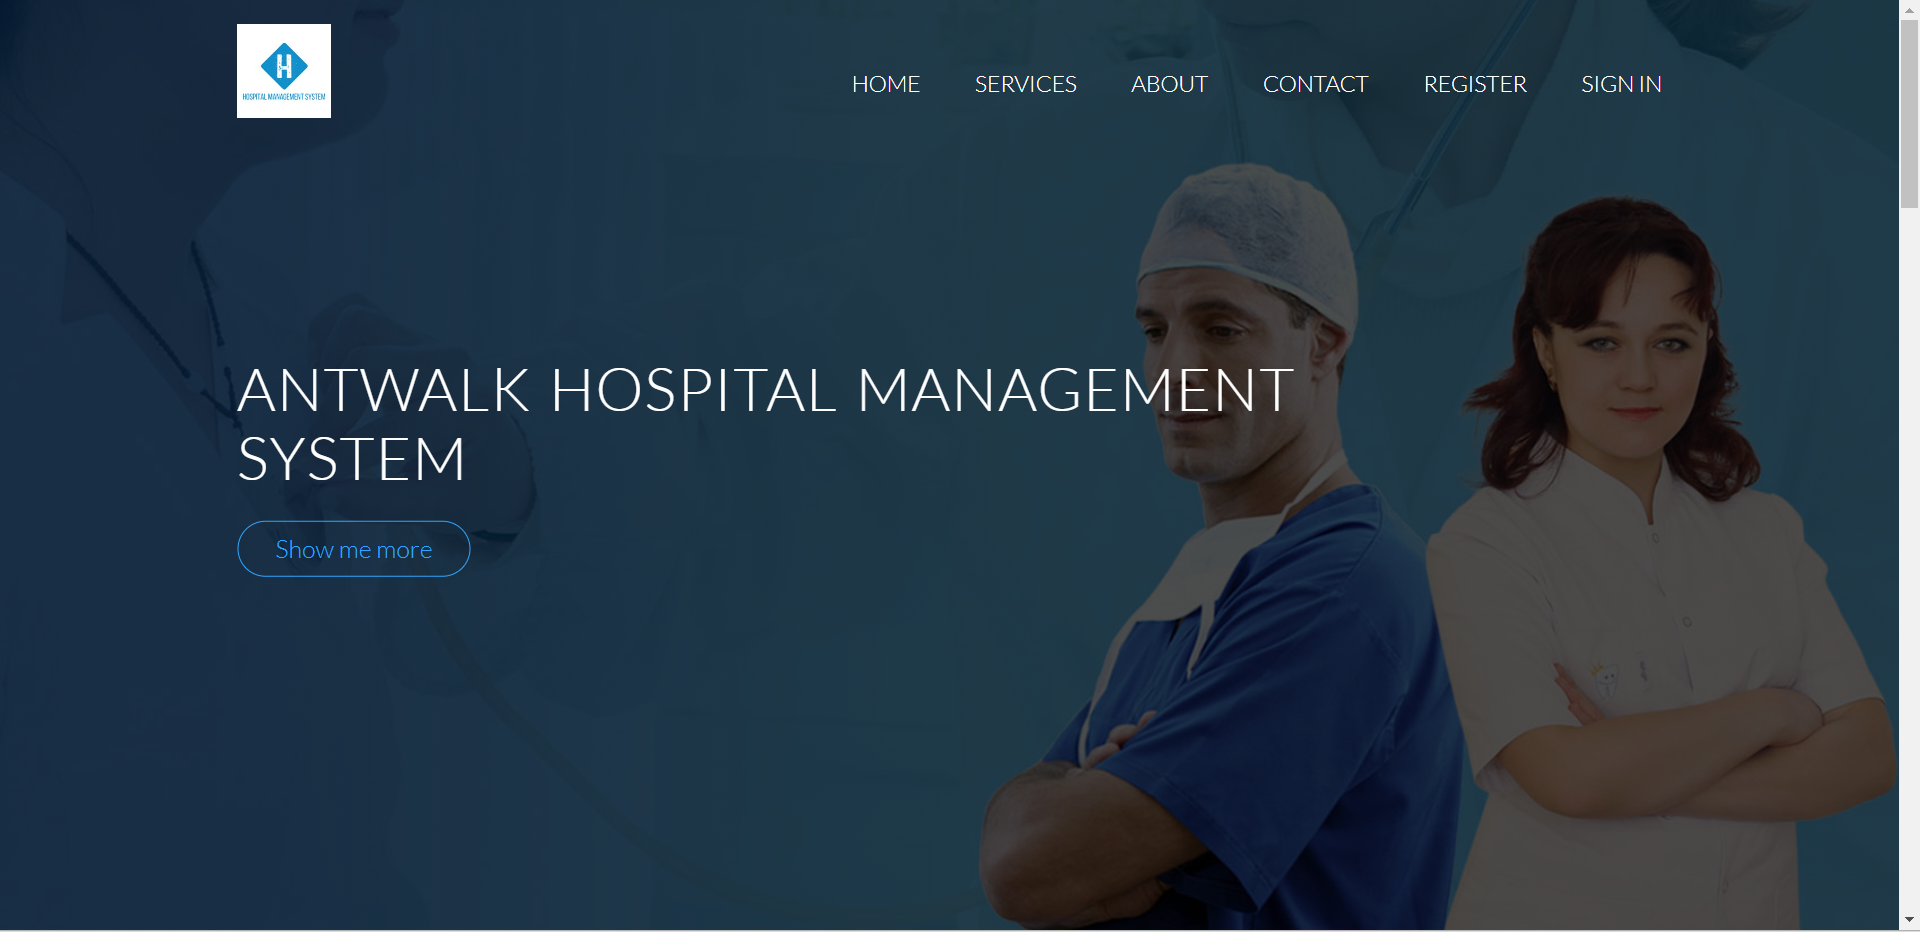 HOSPITAL MANAGEMENT SYSTEM
HOME SERVICES ABOUT CONTACT REGISTER SIGN IN
ANTWALK HOSPITAL MANAGEMENT
SYSTEM
Show me more